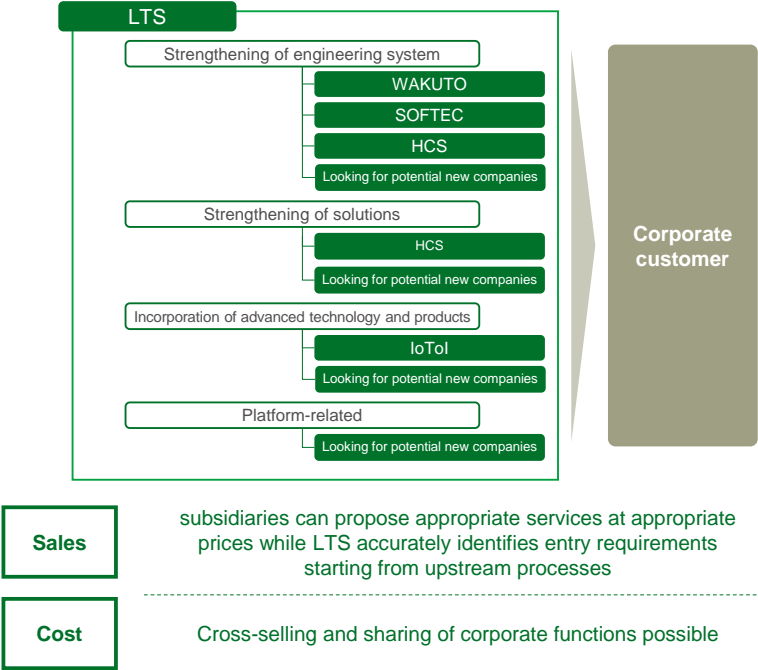 LTS
Strengthening of engineering system
WAKUTO
SOFTEC
HCS
Looking for potential new companies
Strengthening of solutions
HCS
Looking for potential new companies
Incorporation of advanced technology and products
IoToI
Looking for potential new companies
Platform-related
Looking for potential new companies
Corporate
customer
Sales
subsidiaries can propose appropriate services at appropriate
prices while LTS accurately identifies entry requirements
starting from upstream processes
Cost
Cross-selling and sharing of corporate functions possible